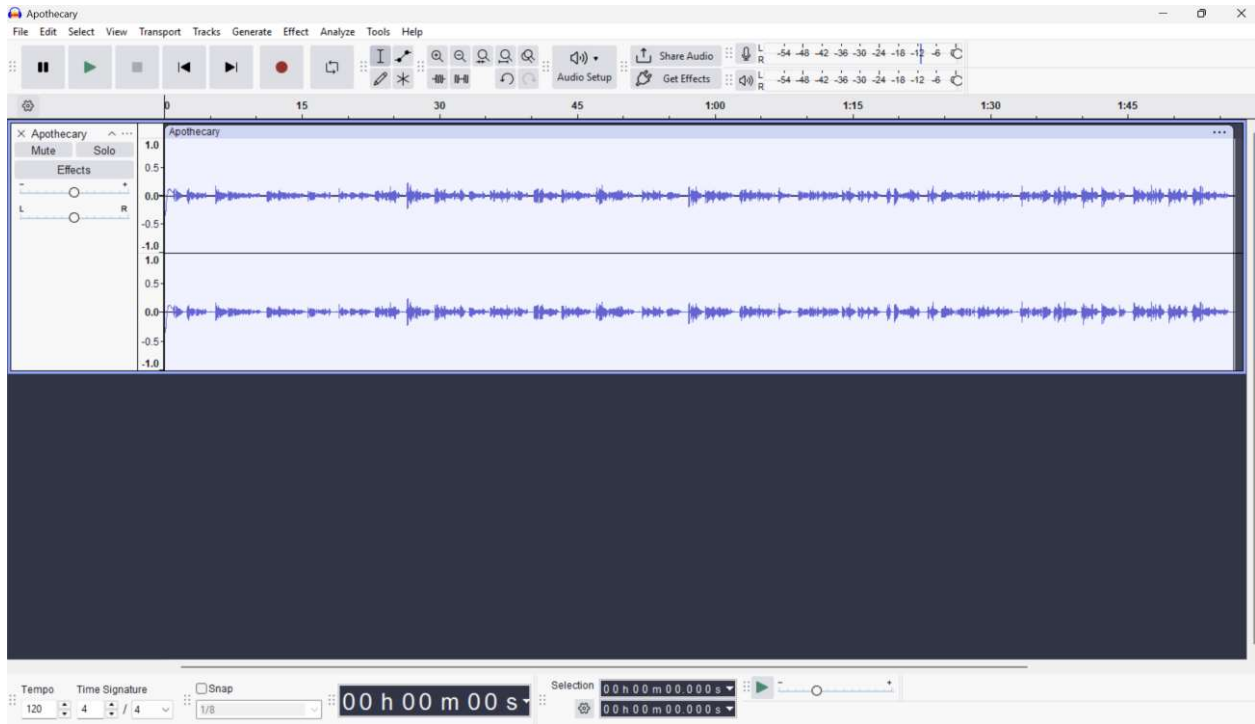 Apothecary
File Edit Select View Transport Tracks Generate Effect Analyze Tools Help
Audio Setup
Share Audio
Get Effects
L
R
-54 -48 -42 -36 -30 -24 -18 -12 -6
L
R
-54 -48 -42 -36 -30 -24 -18 -12 -6
0 15 30 45 1:00 1:15 1:30 1:45
Apothecary
Mute Solo
Effects
- +
L R
Apothecary
1.0
0.5
0.0
-0.5
-1.0
1.0
0.5
0.0
-0.5
-1.0
Tempo
120
Time Signature
4 / 4
Snap
1/8
00 h 00 m 00 s
Selection
00 h 00 m 00.000 s
00 h 00 m 00.000 s
- +